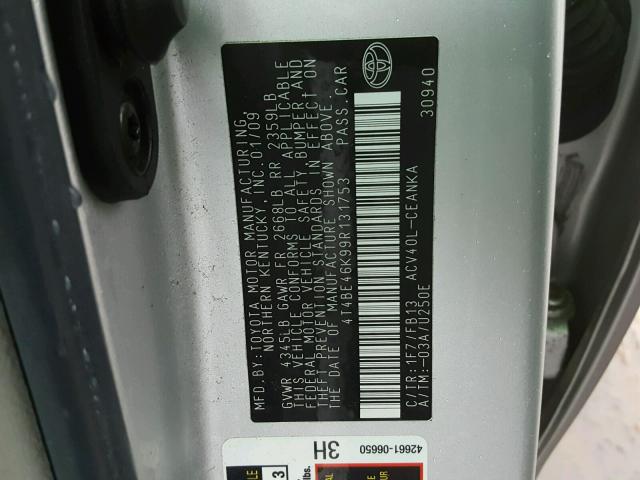 MFD.BY:TOYOTA MOTOR MANUFACTURING,
NORTHERN KENTUCKY, INC.01/09
GVWR 4345LB GAWR FR 2668LB RR 2359LB
THIS VEHICLE CONFORMS TO ALL APPLICABLE
FEDERAL MOTOR VEHICLE SAFETY,BUMPER,AND
THEFT PREVENTION STANDARDS IN EFFECT ON
THE DATE OF MANUFACTURE SHOWN ABOVE.
4T4BE46K99R131753 PASS.CAR
C/TR:1F7/FB13 ACV40L-CEANKA
A/TM:-03A/U250E 30940
42661-06650
3H
lbs.
3